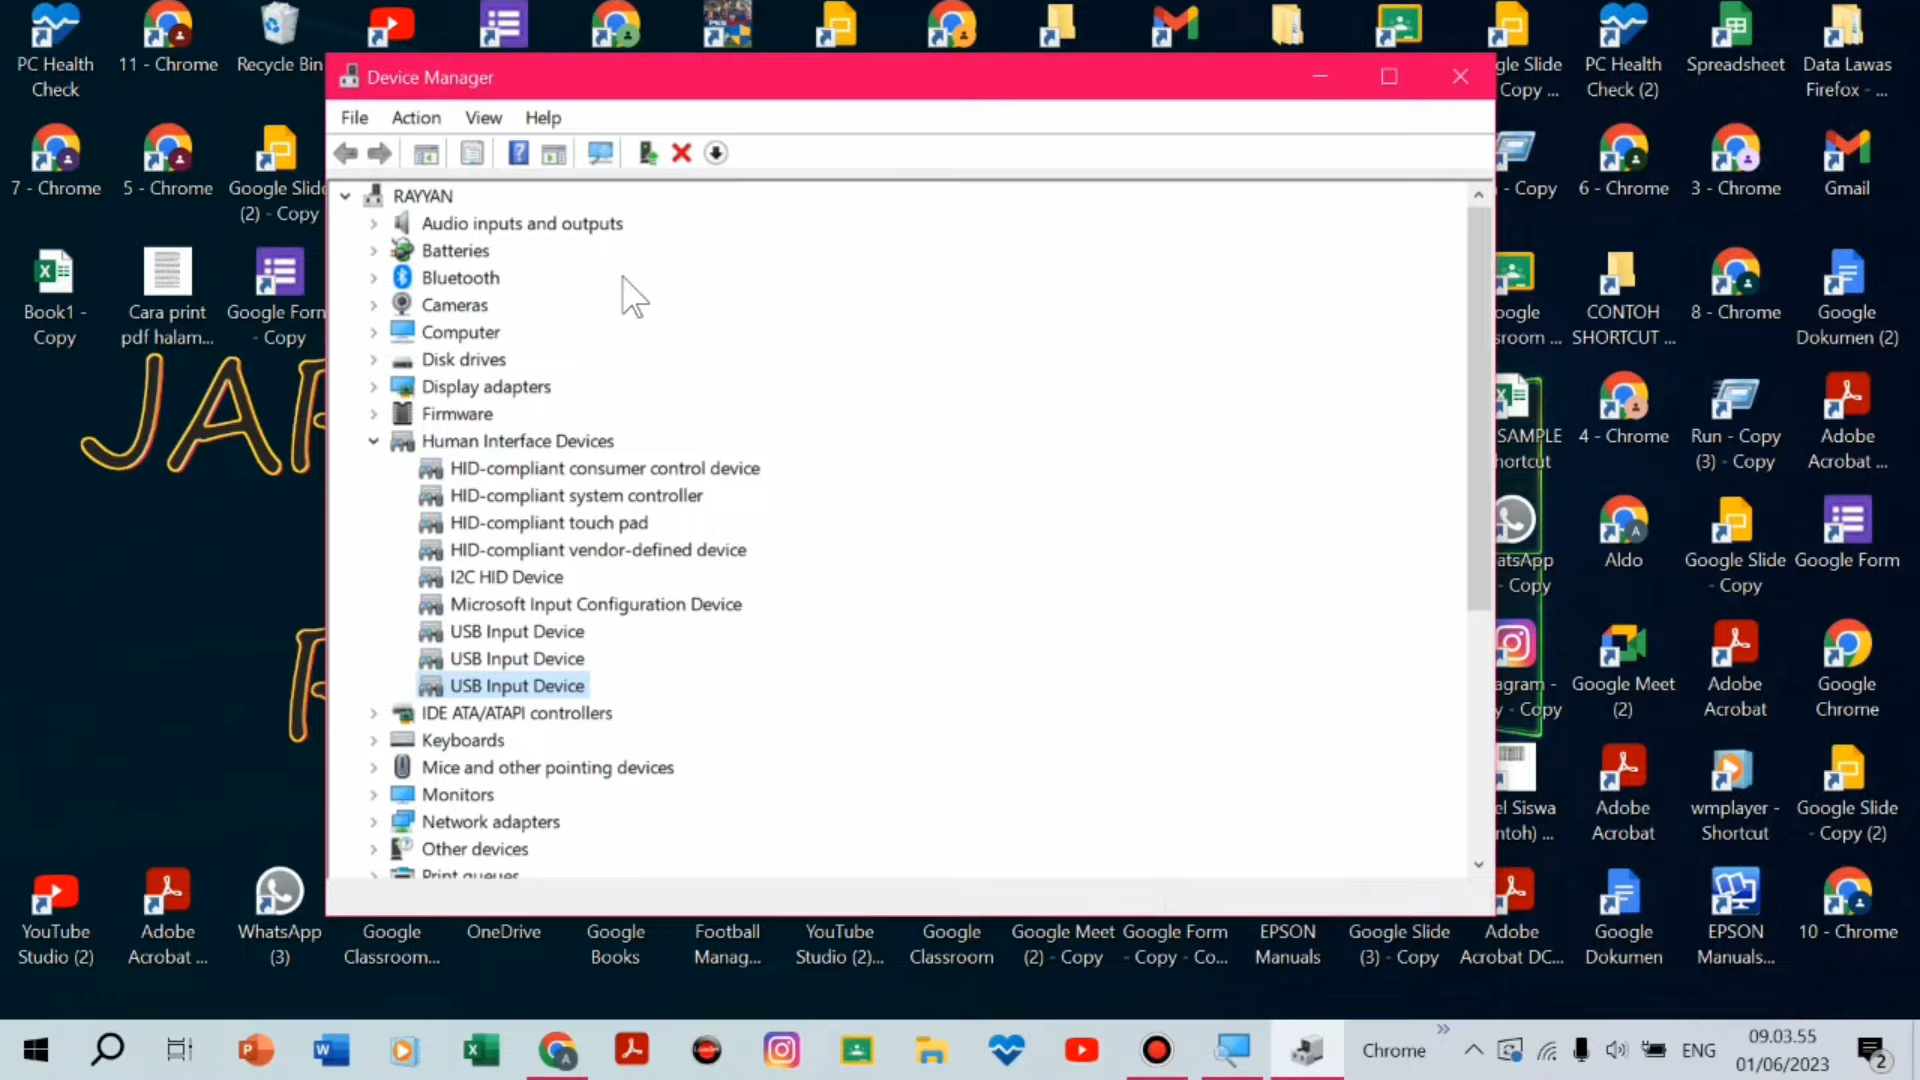 PC Health
Check
11 - Chrome
Recycle Bin
gle Slide
Copy ...
PC Health
Check (2)
Spreadsheet
Data Lawas
Firefox - ...
Device Manager
File Action View Help
7 - Chrome
5 - Chrome
Google Slide
(2) - Copy
- Copy
6 - Chrome
3 - Chrome
Gmail
RAYYAN
Audio inputs and outputs
Batteries
Bluetooth
Cameras
Computer
Disk drives
Display adapters
Firmware
Human Interface Devices
HID-compliant consumer control device
HID-compliant system controller
HID-compliant touch pad
HID-compliant vendor-defined device
I2C HID Device
Microsoft Input Configuration Device
USB Input Device
USB Input Device
USB Input Device
IDE ATA/ATAPI controllers
Keyboards
Mice and other pointing devices
Monitors
Network adapters
Other devices
Print queues
Book1 -
Copy
Cara print
pdf halam...
Google Form
- Copy
oogle
sroom ...
CONTOH
SHORTCUT ...
8 - Chrome
Google
Dokumen (2)
JAR
SAMPLE
hortcut
4 - Chrome
Run - Copy
(3) - Copy
Adobe
Acrobat ...
atsApp
- Copy
Aldo
Google Slide
- Copy
Google Form
agram -
y - Copy
Google Meet
(2)
Adobe
Acrobat
Google
Chrome
el Siswa
ntoh) ...
Adobe
Acrobat
wmplayer -
Shortcut
Google Slide
- Copy (2)
YouTube
Studio (2)
Adobe
Acrobat ...
WhatsApp
(3)
Google
Classroom...
OneDrive
Google
Books
Football
Manag...
YouTube
Studio (2)...
Google
Classroom
Google Meet
(2) - Copy
Google Form
- Copy - Co...
EPSON
Manuals
Google Slide
(3) - Copy
Adobe
Acrobat DC...
Google
Dokumen
EPSON
Manuals...
10 - Chrome
Chrome
ENG
09.03.55
01/06/2023
2